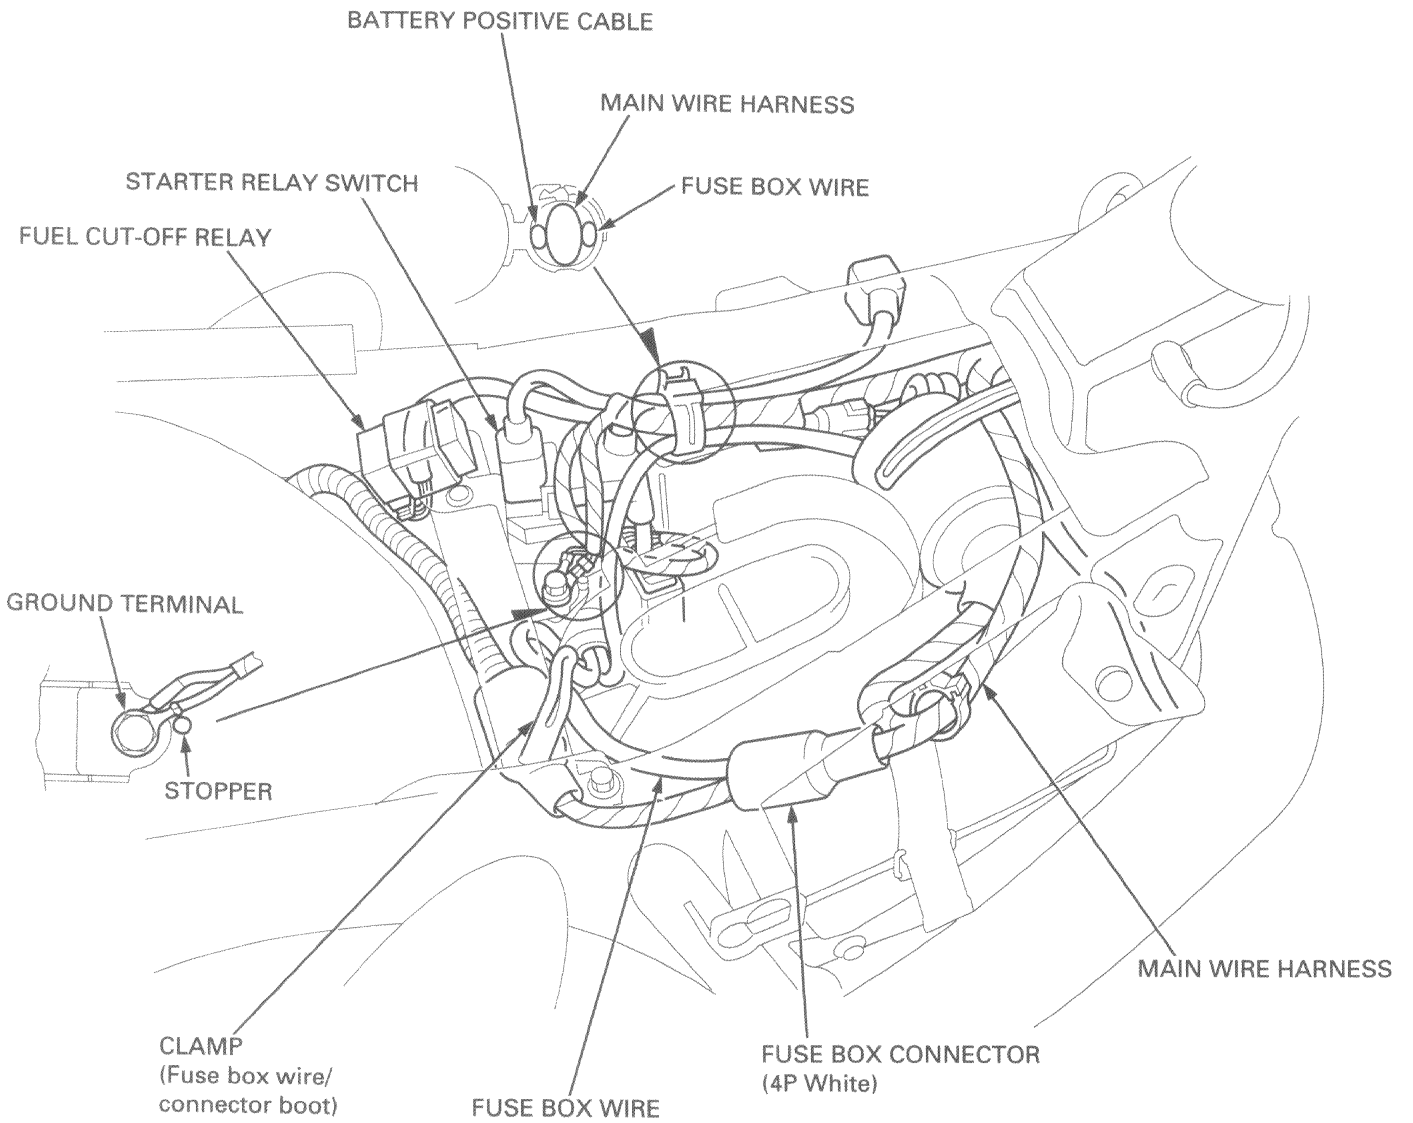 BATTERY POSITIVE CABLE
MAIN WIRE HARNESS
STARTER RELAY SWITCH
FUSE BOX WIRE
FUEL CUT-OFF RELAY
GROUND TERMINAL
STOPPER
MAIN WIRE HARNESS
CLAMP
(Fuse box wire/
connector boot)
FUSE BOX CONNECTOR
(4P White)
FUSE BOX WIRE